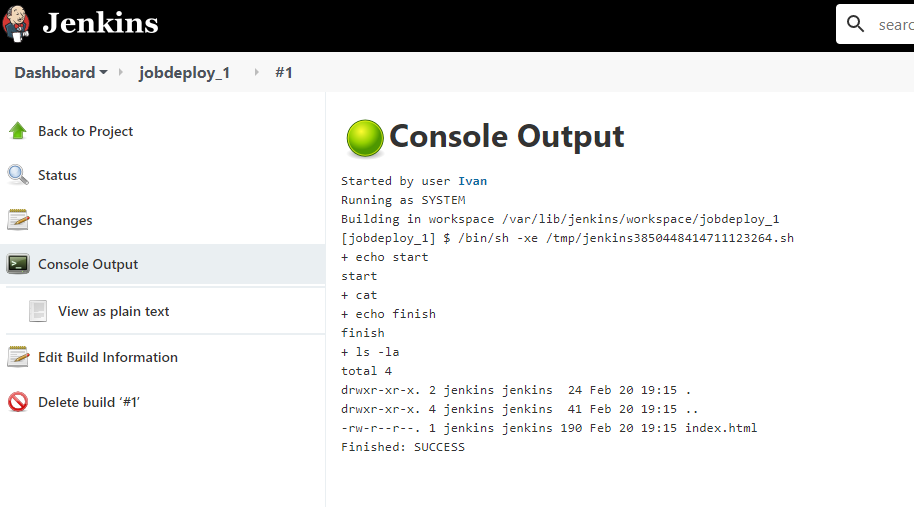 Jenkins
searc
Dashboard jobdeploy_1 #1
Back to Project
Status
Changes
Console Output
View as plain text
Edit Build Information
Delete build ‘#1’
Console Output
Started by user Ivan
Running as SYSTEM
Building in workspace /var/lib/jenkins/workspace/jobdeploy_1
[jobdeploy_1] $ /bin/sh -xe /tmp/jenkins3850448414711123264.sh
+ echo start
start
+ cat
+ echo finish
finish
+ ls -la
total 4
drwxr-xr-x. 2 jenkins jenkins  24 Feb 20 19:15 .
drwxr-xr-x. 4 jenkins jenkins  41 Feb 20 19:15 ..
-rw-r--r--. 1 jenkins jenkins 190 Feb 20 19:15 index.html
Finished: SUCCESS